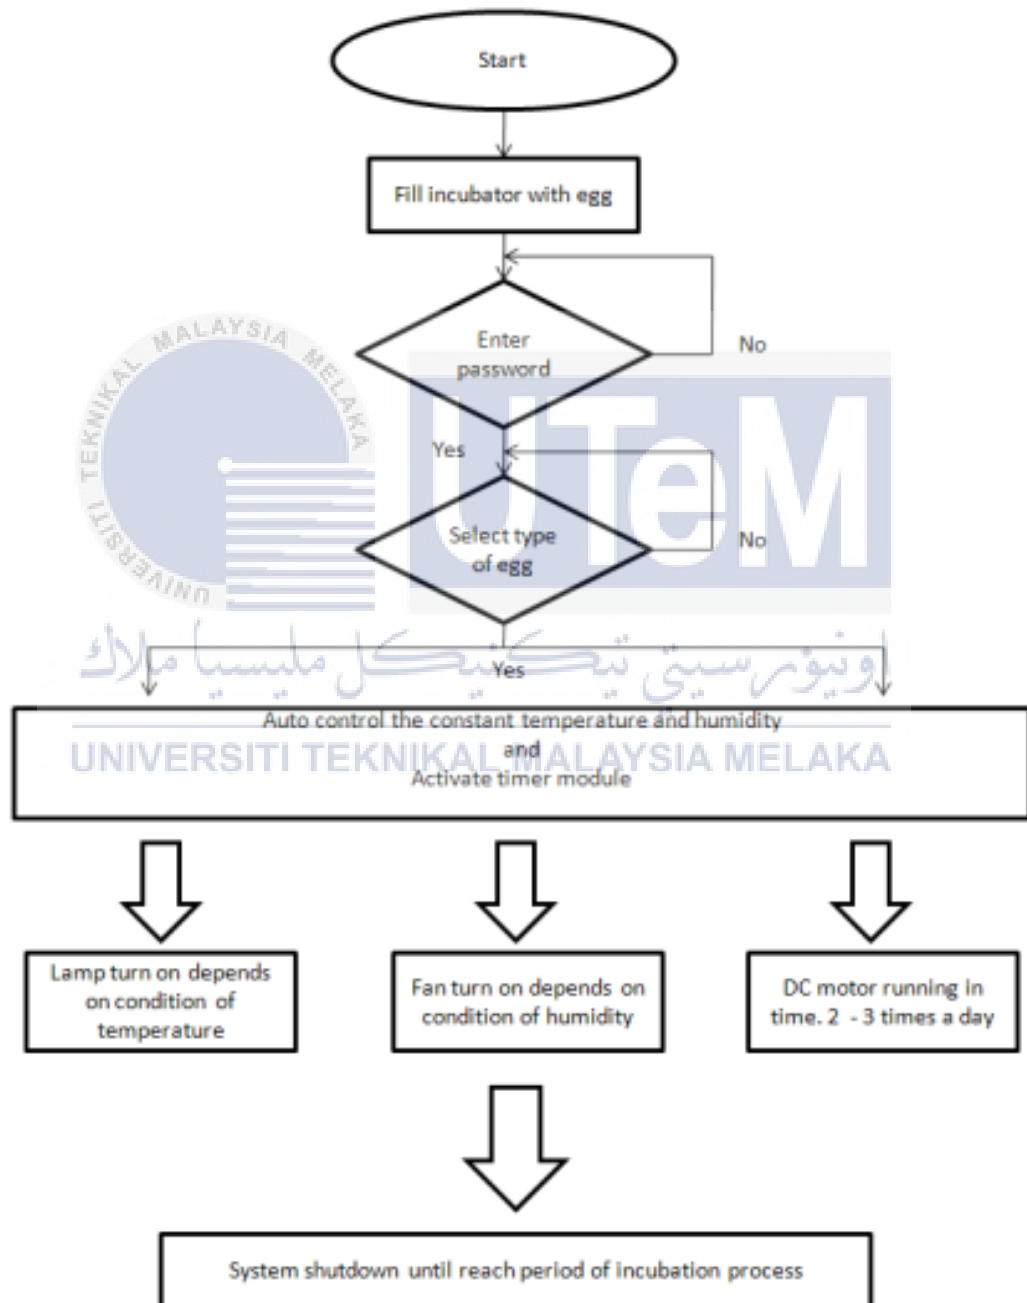 Start
Fill incubator with egg
Enter
password
No
Yes
Select type
of egg
No
Yes
UNIVERSITI TEKNIKAL MALAYSIA MELAKA
UTeM
اونيۏرسيتي تيكنيكل مليسيا ملاك
UNIVERSITI TEKNIKAL MALAYSIA MELAKA
Auto control the constant temperature and humidity
and
Activate timer module
Lamp turn on depends
on condition of
temperature
Fan turn on depends on
condition of humidity
DC motor running in
time. 2 - 3 times a day
System shutdown until reach period of incubation process